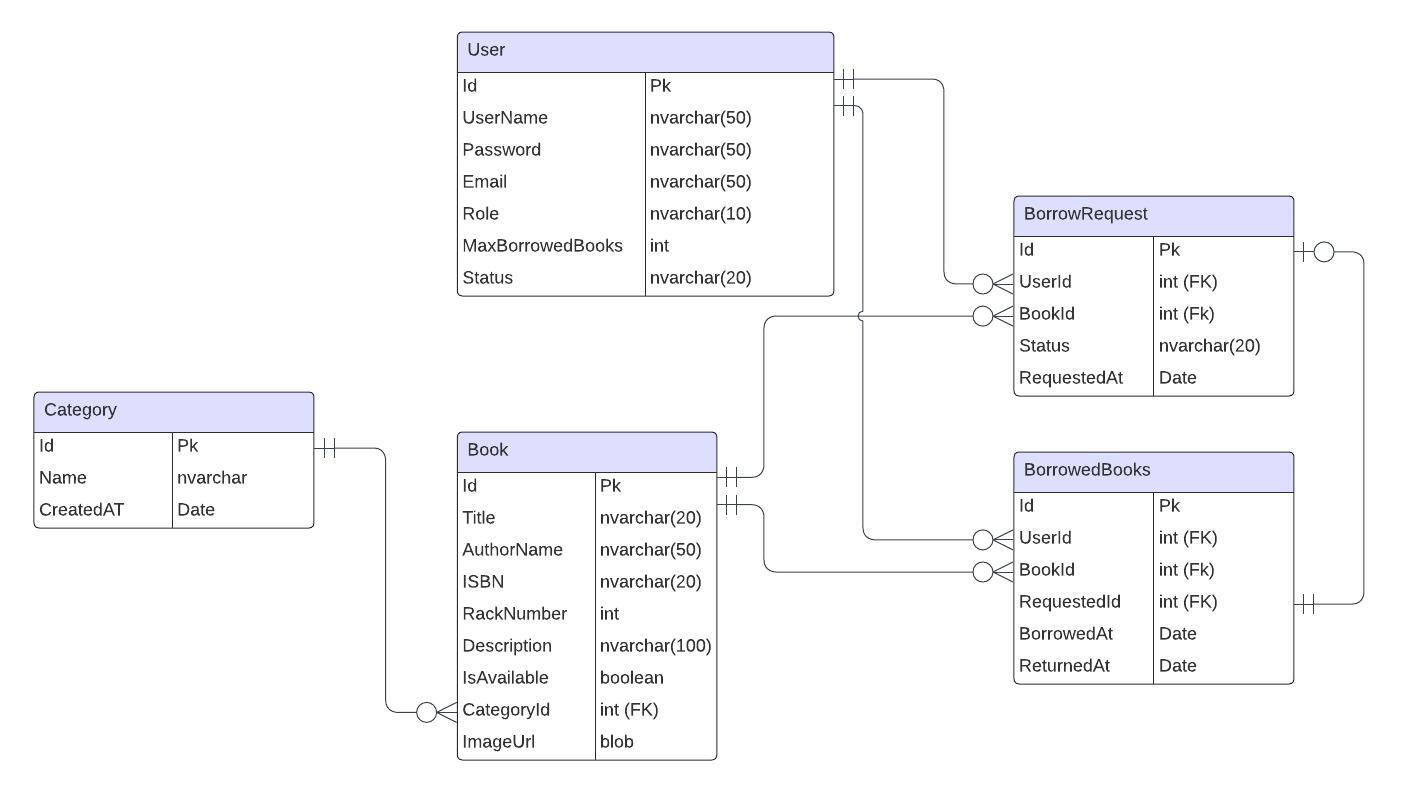 User
Id Pk
UserName nvarchar(50)
Password nvarchar(50)
Email nvarchar(50)
Role nvarchar(10)
MaxBorrowedBooks int
Status nvarchar(20)
BorrowRequest
Id Pk
UserId int (FK)
BookId int (Fk)
Status nvarchar(20)
RequestedAt Date
Category
Id Pk
Name nvarchar
CreatedAT Date
Book
Id Pk
Title nvarchar(20)
AuthorName nvarchar(50)
ISBN nvarchar(20)
RackNumber int
Description nvarchar(100)
IsAvailable boolean
CategoryId int (FK)
ImageUrl blob
BorrowedBooks
Id Pk
UserId int (FK)
BookId int (Fk)
RequestedId int (FK)
BorrowedAt Date
ReturnedAt Date